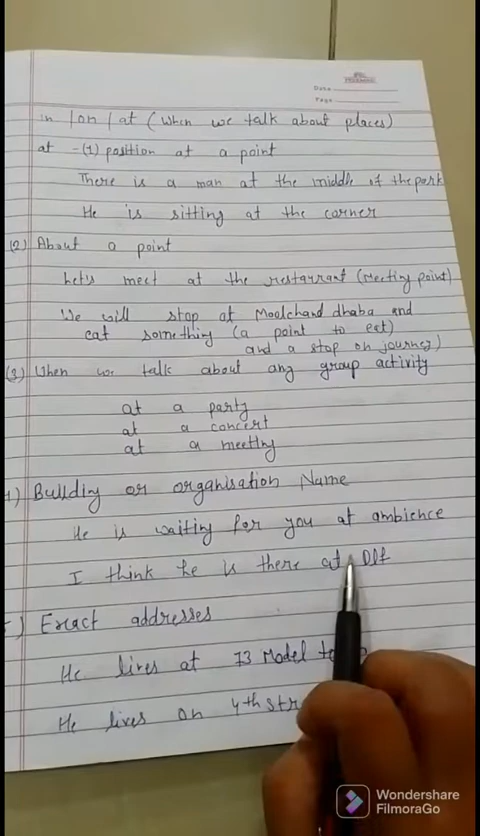 Date
Page
in / on / at (When we talk about places)
at - (1) position at a point
There is a man at the middle of the park
He is sitting at the corner
(2) About a point
Let's meet at the restarrant (Meeting point)
We will stop at Moolchand dhaba and
eat something (a point to eat)
and a stop on journey)
(3) When we talk about any group activity
at a party
at a concert
at a meeting
Building or organisation Name
He is waiting for you at ambience
I think he is there at Dlf
Exact addresses
He lives at 73 Model
He lives on 4th
Wondershare
FilmoraGo